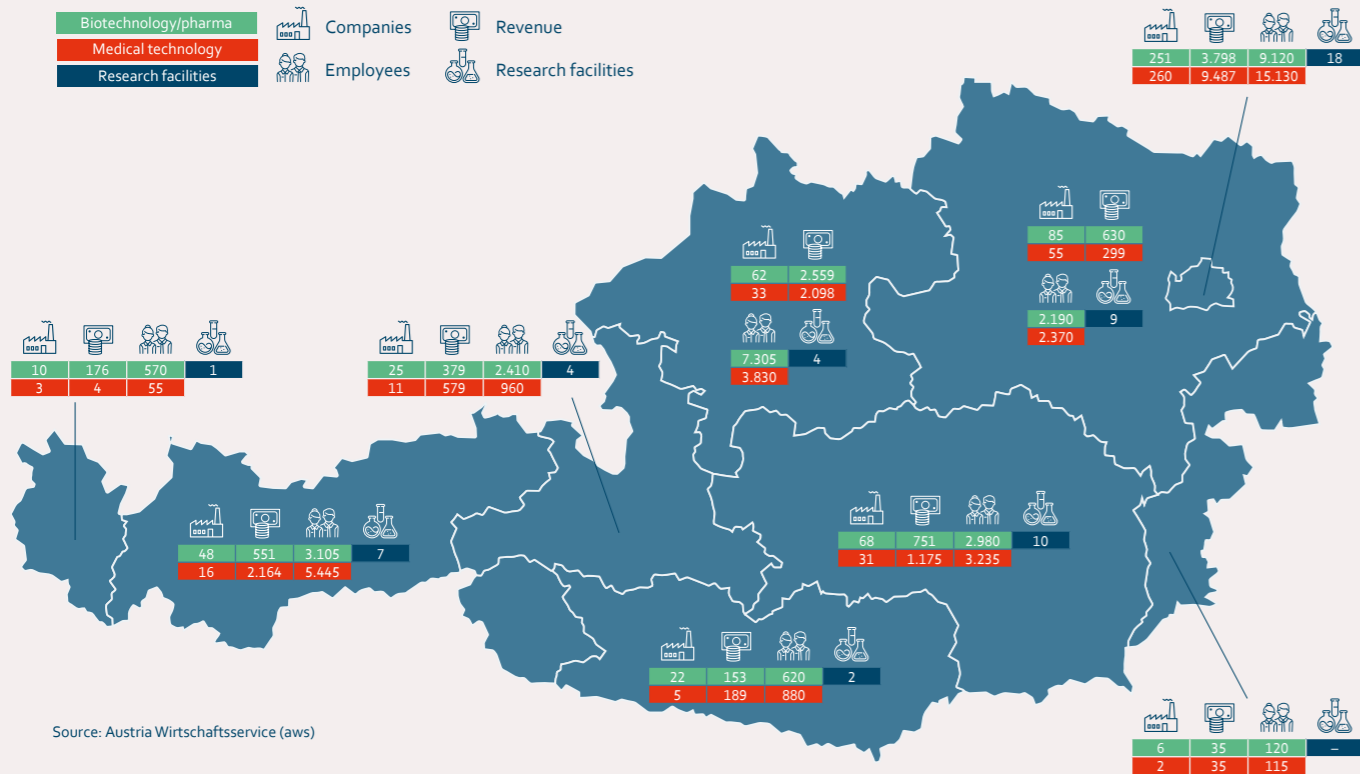 Biotechnology/pharma
Medical technology
Research facilities
Companies
Revenue
Employees
Research facilities
251 3.798 9.120 18
260 9.487 15.130
85 630
55 299
2.190 9
2.370
62 2.559
33 2.098
7.305 4
3.830
10 176 570 1
3 4 55
25 379 2.410 4
11 579 960
48 551 3.105 7
16 2.164 5.445
68 751 2.980 10
31 1.175 3.235
22 153 620 2
5 189 880
6 35 120 –
2 35 115
Source: Austria Wirtschaftsservice (aws)